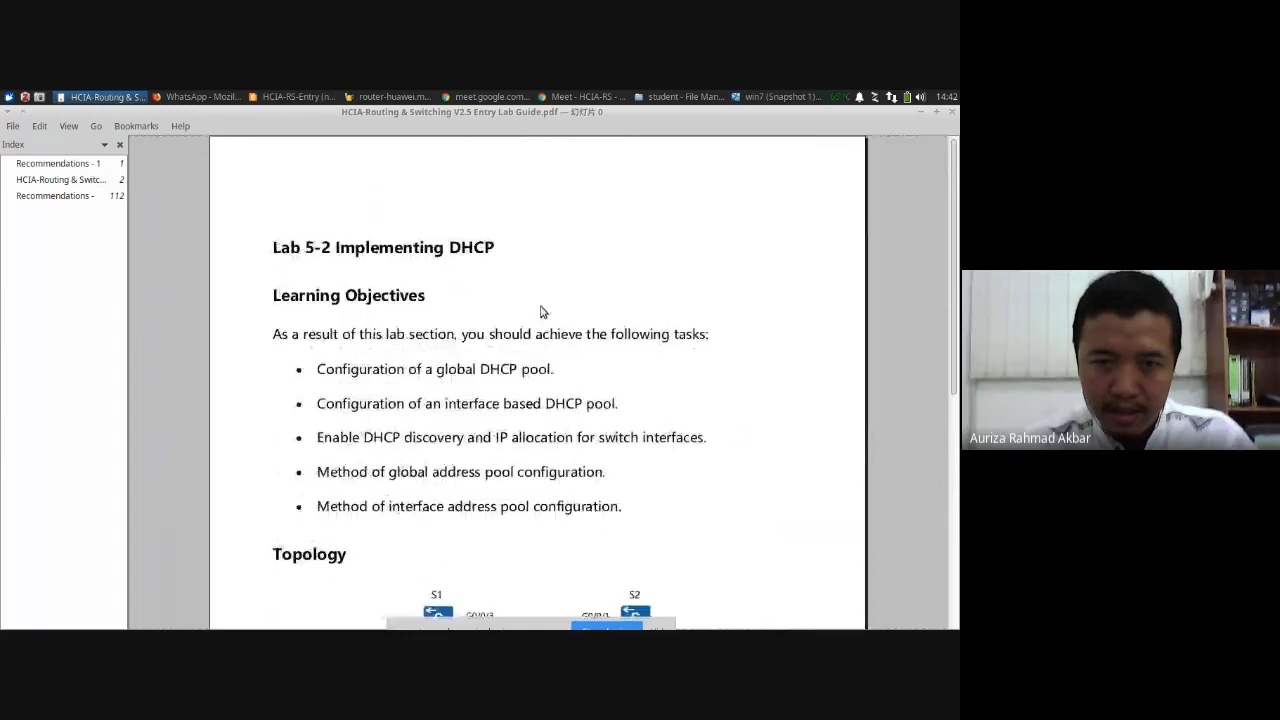 HCIA-Routing & S...
WhatsApp - Mozil...
HCIA-RS-Entry (n...
router-huawei.m...
meet.google.com...
Meet - HCIA-RS - ...
student - File Man...
win7 (Snapshot 1)...
14:42
HCIA-Routing & Switching V2.5 Entry Lab Guide.pdf — 幻灯片 0
File Edit View Go Bookmarks Help
Index
Recommendations - 1 1
HCIA-Routing & Switc... 2
Recommendations - 112
Lab 5-2 Implementing DHCP
Learning Objectives
As a result of this lab section, you should achieve the following tasks:
• Configuration of a global DHCP pool.
• Configuration of an interface based DHCP pool.
• Enable DHCP discovery and IP allocation for switch interfaces.
• Method of global address pool configuration.
• Method of interface address pool configuration.
Topology
S1 S2
Auriza Rahmad Akbar